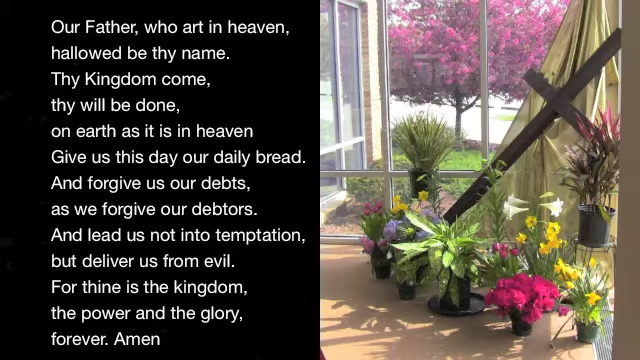 Our Father, who art in heaven,
hallowed be thy name.
Thy Kingdom come,
thy will be done,
on earth as it is in heaven
Give us this day our daily bread.
And forgive us our debts,
as we forgive our debtors.
And lead us not into temptation,
but deliver us from evil.
For thine is the kingdom,
the power and the glory,
forever. Amen